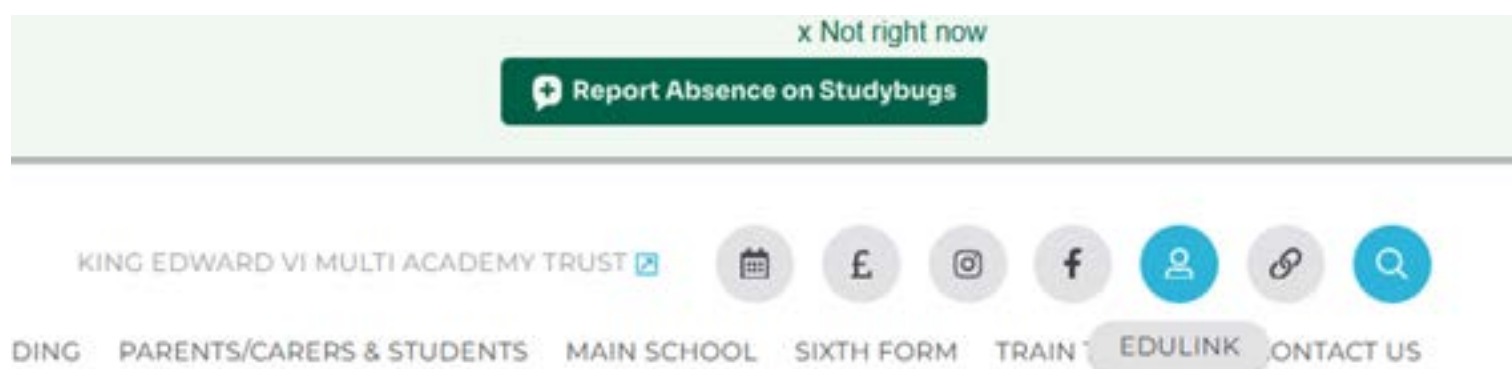 x Not right now
Report Absence on Studybugs
KING EDWARD VI MULTI ACADEMY TRUST
£
DING PARENTS/CARERS & STUDENTS MAIN SCHOOL SIXTH FORM TRAIN EDULINK ONTACT US